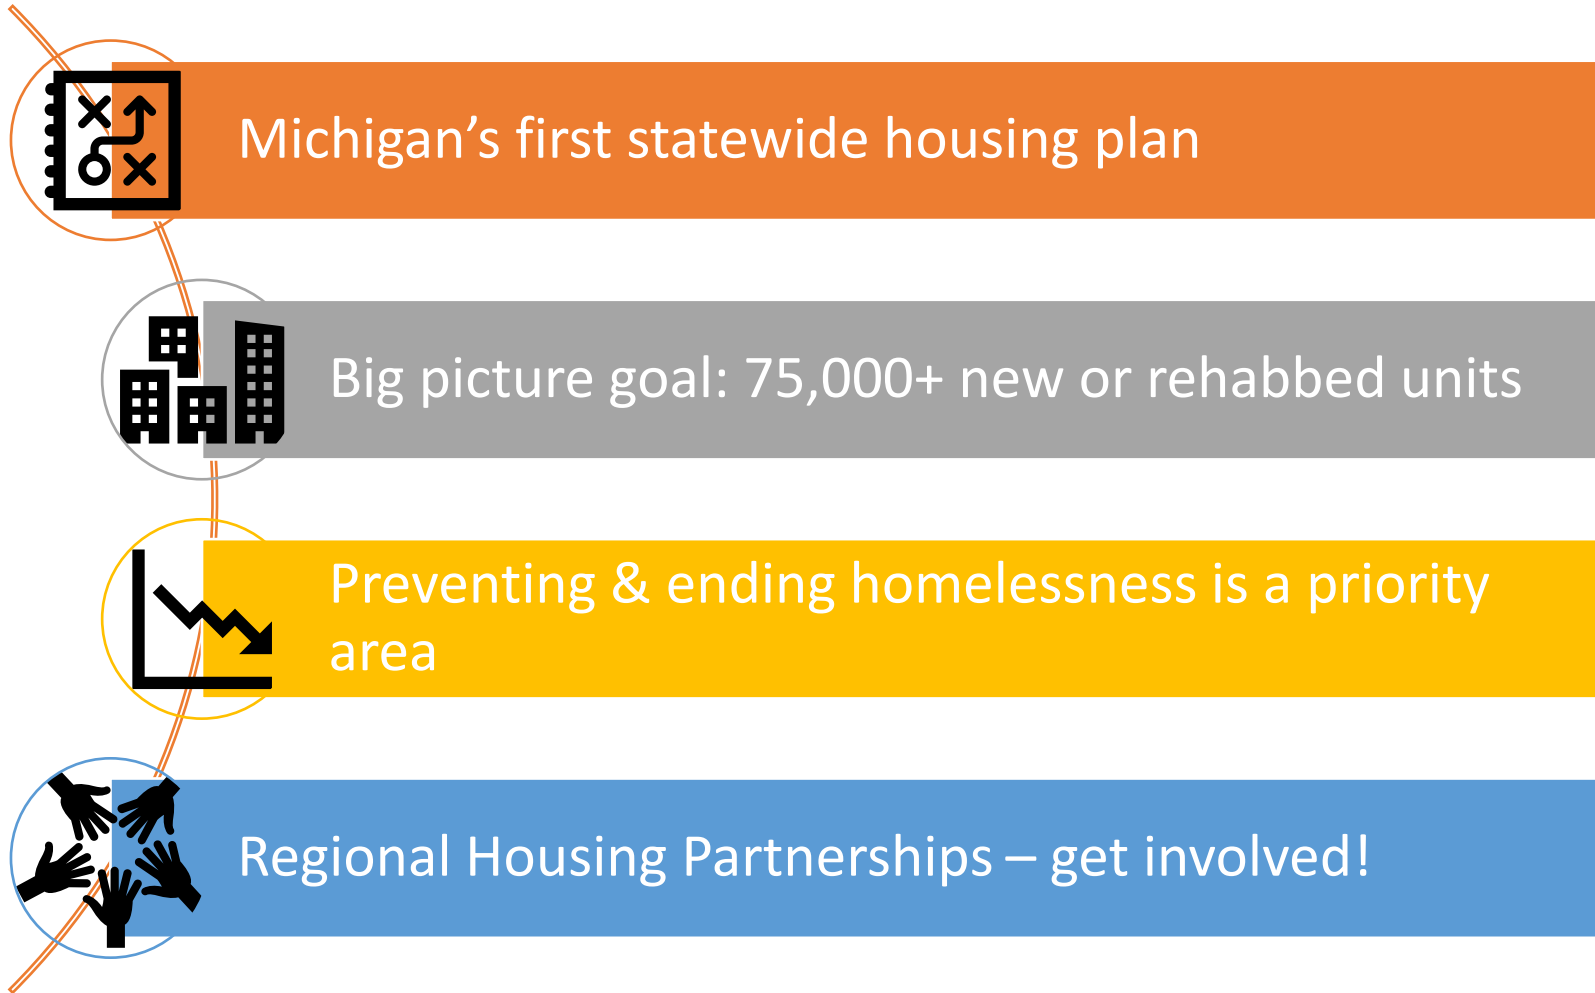 Michigan’s first statewide housing plan
Big picture goal: 75,000+ new or rehabbed units
Preventing & ending homelessness is a priority
area
Regional Housing Partnerships – get involved!